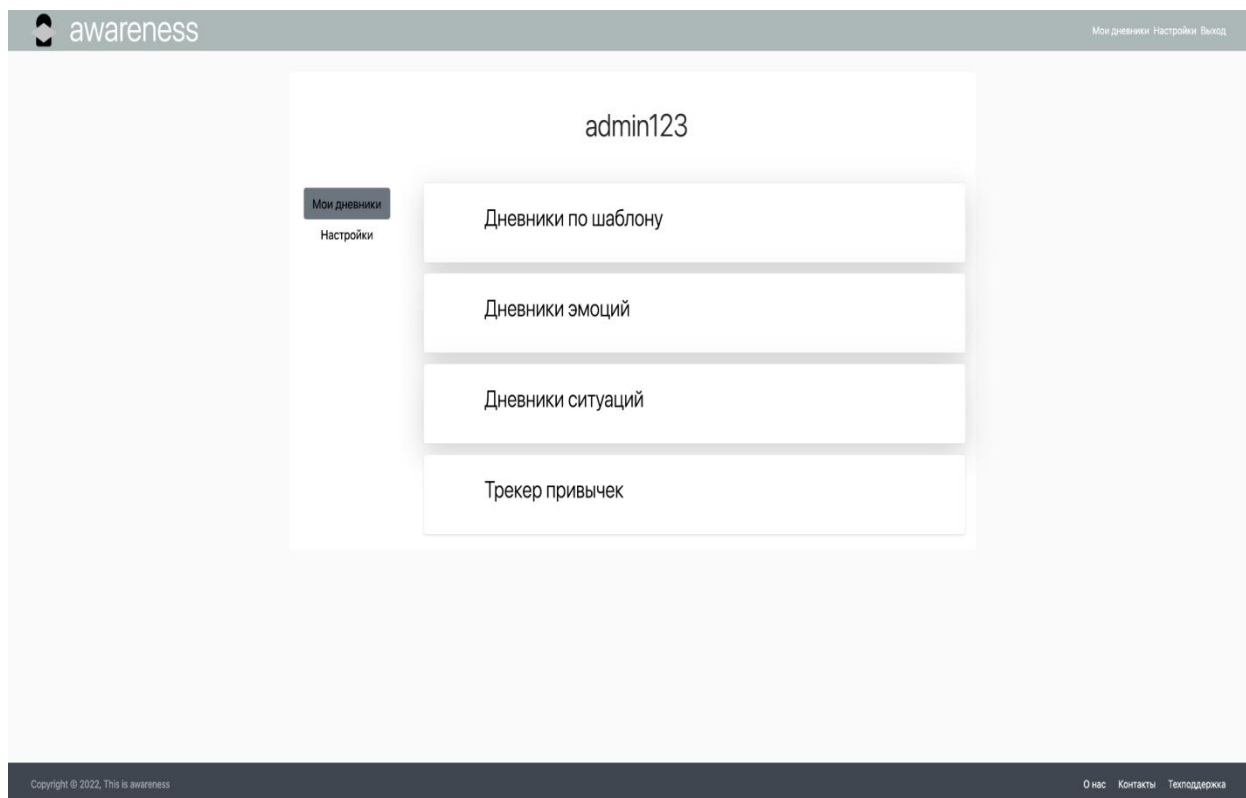 awareness
Мои дневники Настройки Выход
admin123
Мои дневники
Настройки
Дневники по шаблону
Дневники эмоций
Дневники ситуаций
Трекер привычек
Copyright © 2022, This is awareness
О нас Контакты Техподдержка